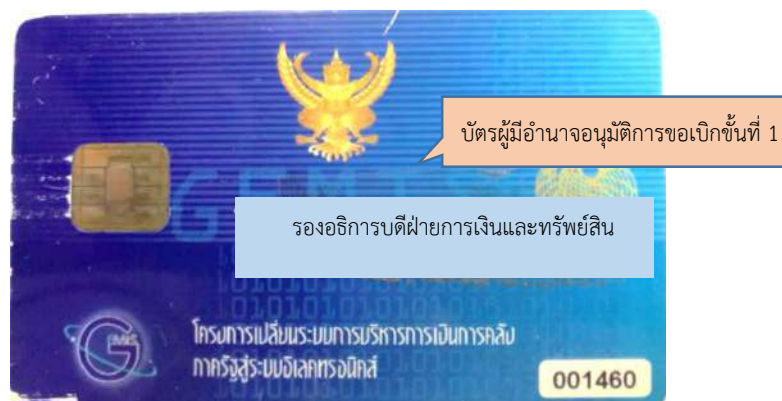 บัตรผู้มีอำนาจอนุมัติการขอเบิกขั้นที่ 1
GFMIS
รองอธิการบดีฝ่ายการเงินและทรัพย์สิน
โครงการเปลี่ยนระบบการบริหารการเงินการคลัง
ภาครัฐสู่ระบบอิเลคทรอนิคส์
GFMIS
001460